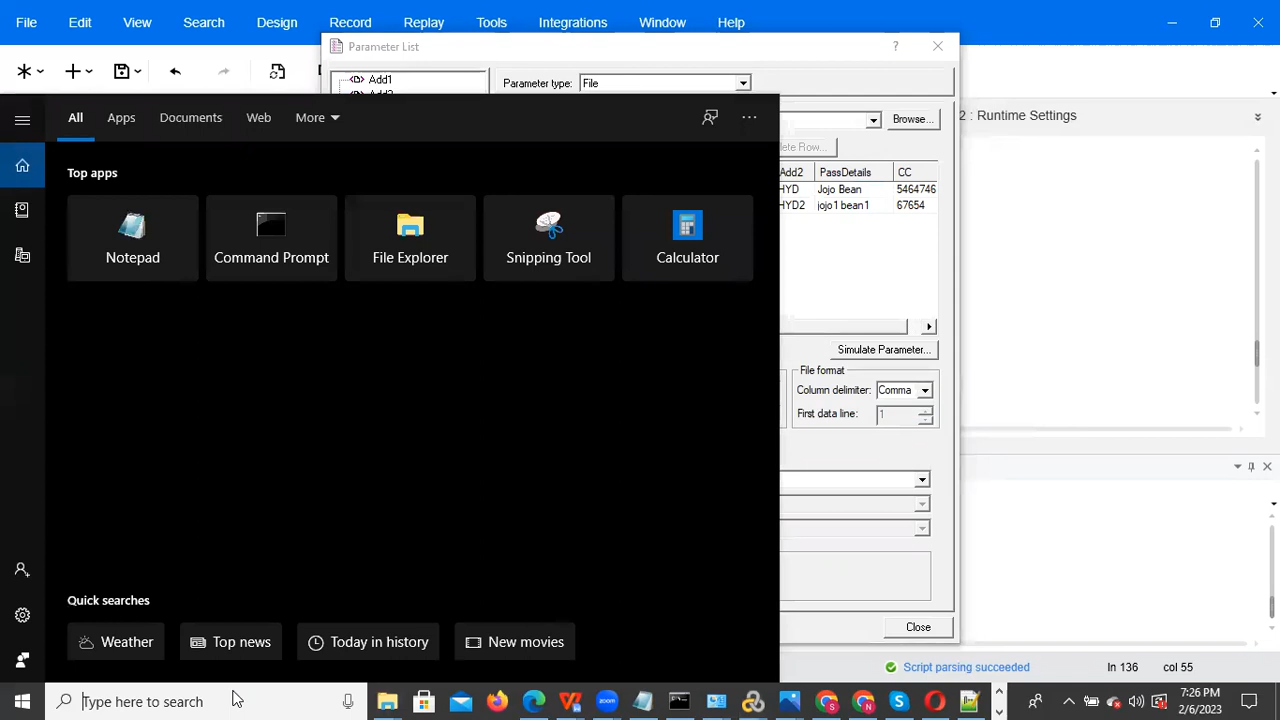 File Edit View Search Design Record Replay Tools Integrations Window Help
Parameter List ?
Add1
Parameter type: File
All Apps Documents Web More
Browse...
2 : Runtime Settings
lete Row...
Top apps
Add2 PassDetails CC
HYD Jojo Bean 5464746
HYD2 jojo1 bean1 67654
Notepad Command Prompt File Explorer Snipping Tool Calculator
Simulate Parameter...
File format
Column delimiter: Comma
First data line: 1
Quick searches
Weather Top news Today in history New movies
Close
Script parsing succeeded ln 136 col 55
Type here to search
7:26 PM
2/6/2023